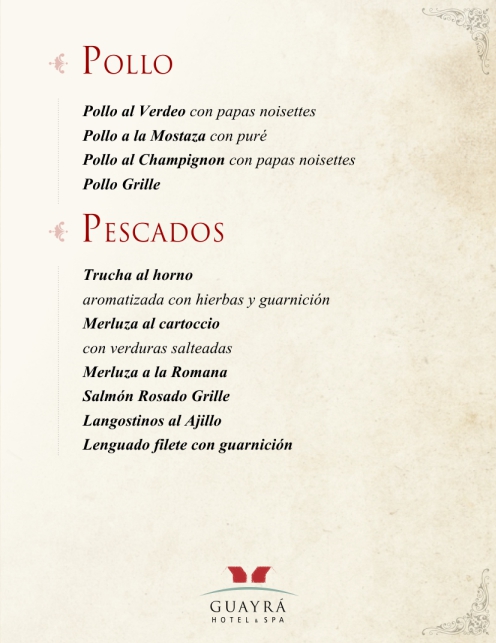 Pollo
Pollo al Verdeo con papas noisettes
Pollo a la Mostaza con puré
Pollo al Champignon con papas noisettes
Pollo Grille
Pescados
Trucha al horno
aromatizada con hierbas y guarnición
Merluza al cartoccio
con verduras salteadas
Merluza a la Romana
Salmón Rosado Grille
Langostinos al Ajillo
Lenguado filete con guarnición
GUAYRÁ
HOTEL & SPA